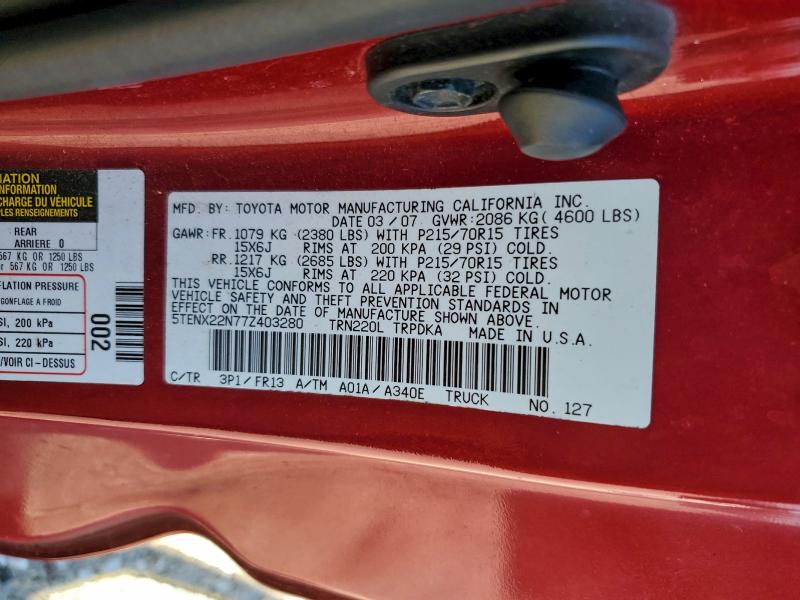 MATION
INFORMATION
CHARGE DU VÉHICULE
PLES RENSEIGNEMENTS
REAR
ARRIERE 0
567 KG OR 1250 LBS
567 KG OR 1250 LBS
FLATION PRESSURE
GONFLAGE A FROID
SI, 200 kPa
SI, 220 kPa
/VOIR CI - DESSUS
002
MFD. BY: TOYOTA MOTOR MANUFACTURING CALIFORNIA INC.
DATE 03 / 07 GVWR:2086 KG( 4600 LBS)
GAWR:FR.1079 KG (2380 LBS) WITH P215/70R15 TIRES
15X6J RIMS AT 200 KPA (29 PSI) COLD.
RR.1217 KG (2685 LBS) WITH P215/70R15 TIRES
15X6J RIMS AT 220 KPA (32 PSI) COLD.
THIS VEHICLE CONFORMS TO ALL APPLICABLE FEDERAL MOTOR
VEHICLE SAFETY AND THEFT PREVENTION STANDARDS IN
EFFECT ON THE DATE OF MANUFACTURE SHOWN ABOVE.
5TENX22N77Z403280 TRN220L TRPDKA MADE IN U.S.A.
C/TR 3P1/FR13 A/TM A01A/A340E TRUCK NO. 127